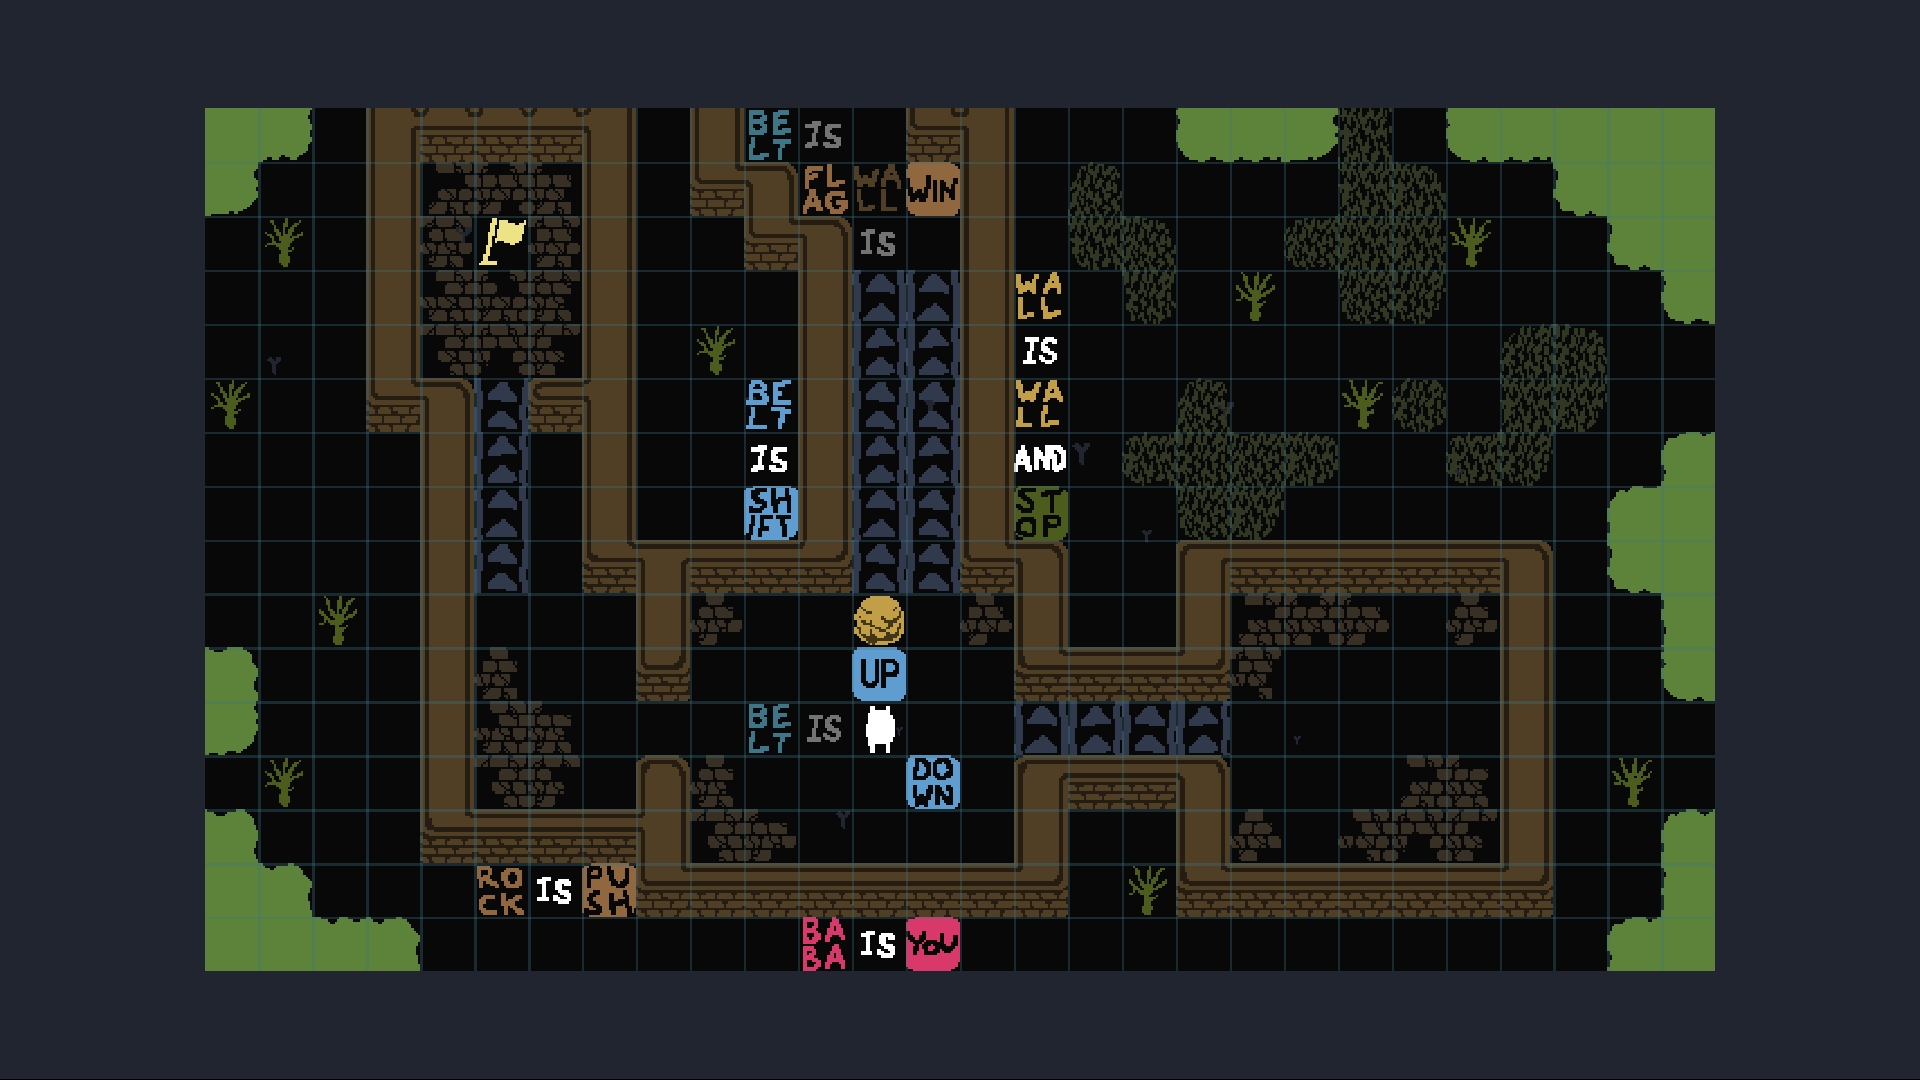 BELT IS
FLAG WALL WIN
IS
WALL
IS
BELT WALL
IS AND
SHIFT STOP
UP
BELT IS
DOWN
ROCK IS PUSH
BABA IS YOU